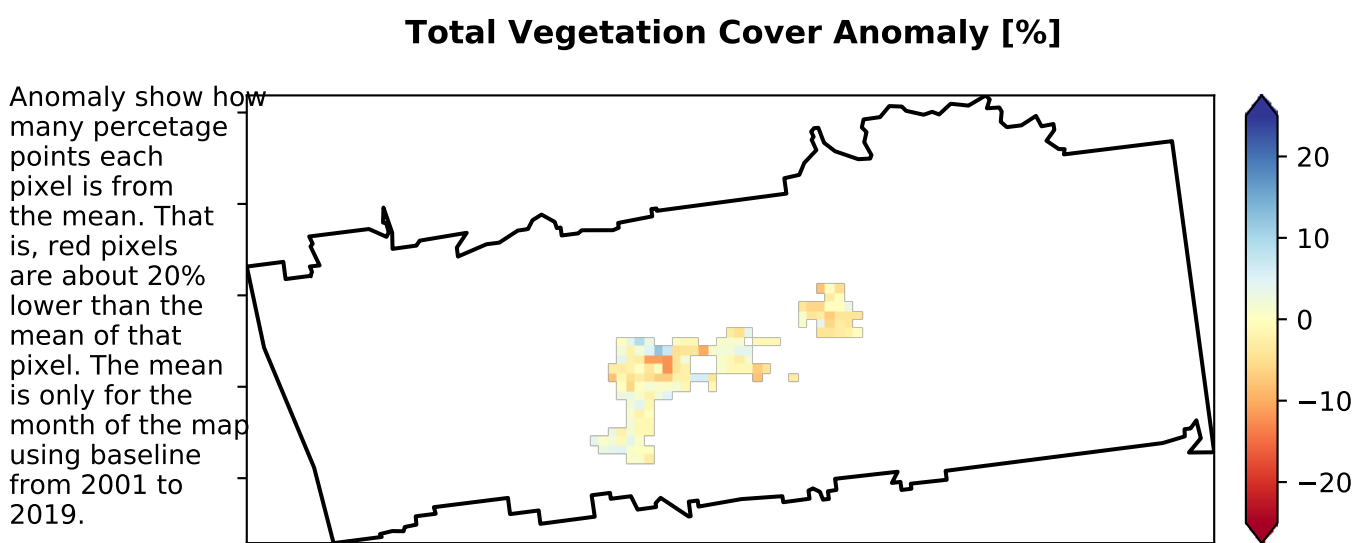 Total Vegetation Cover Anomaly [%]
Anomaly show how
many percetage
points each
pixel is from
the mean. That
is, red pixels
are about 20%
lower than the
mean of that
pixel. The mean
is only for the
month of the map
using baseline
from 2001 to
2019.
20
10
0
−10
−20